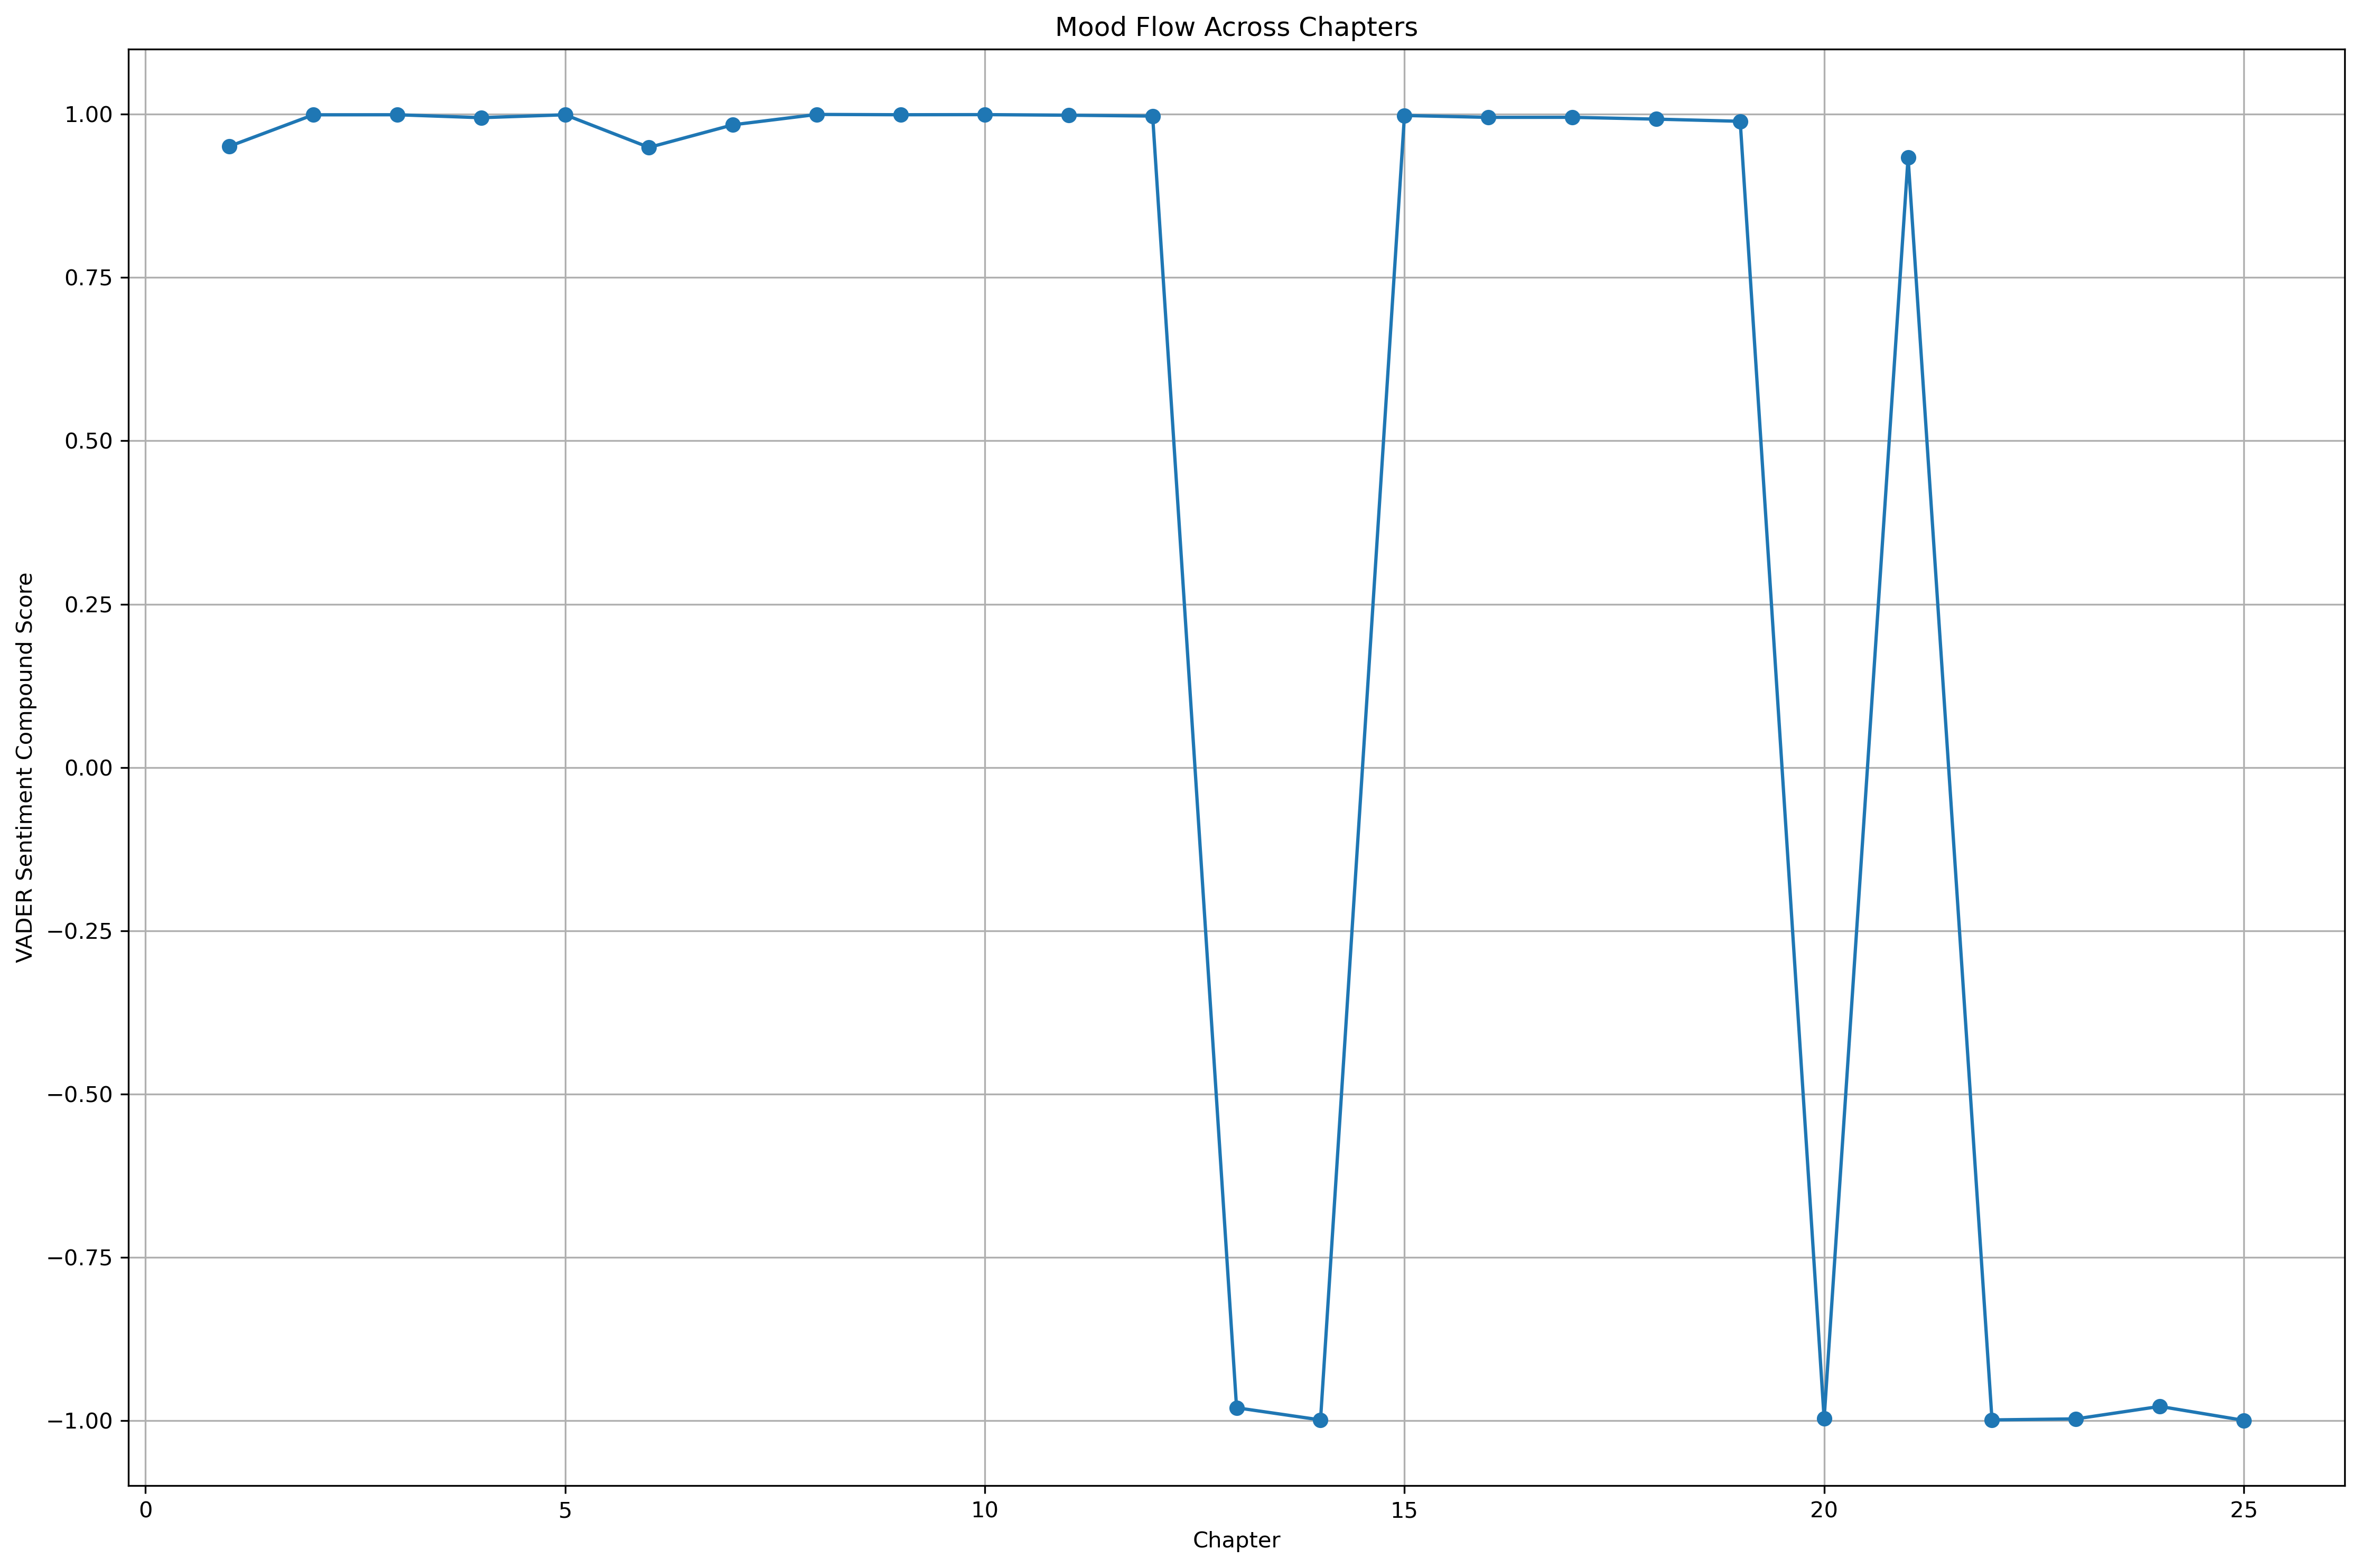 Mood Flow Across Chapters
VADER Sentiment Compound Score
1.00
0.75
0.50
0.25
0.00
−0.25
−0.50
−0.75
−1.00
0 5 10 15 20 25
Chapter